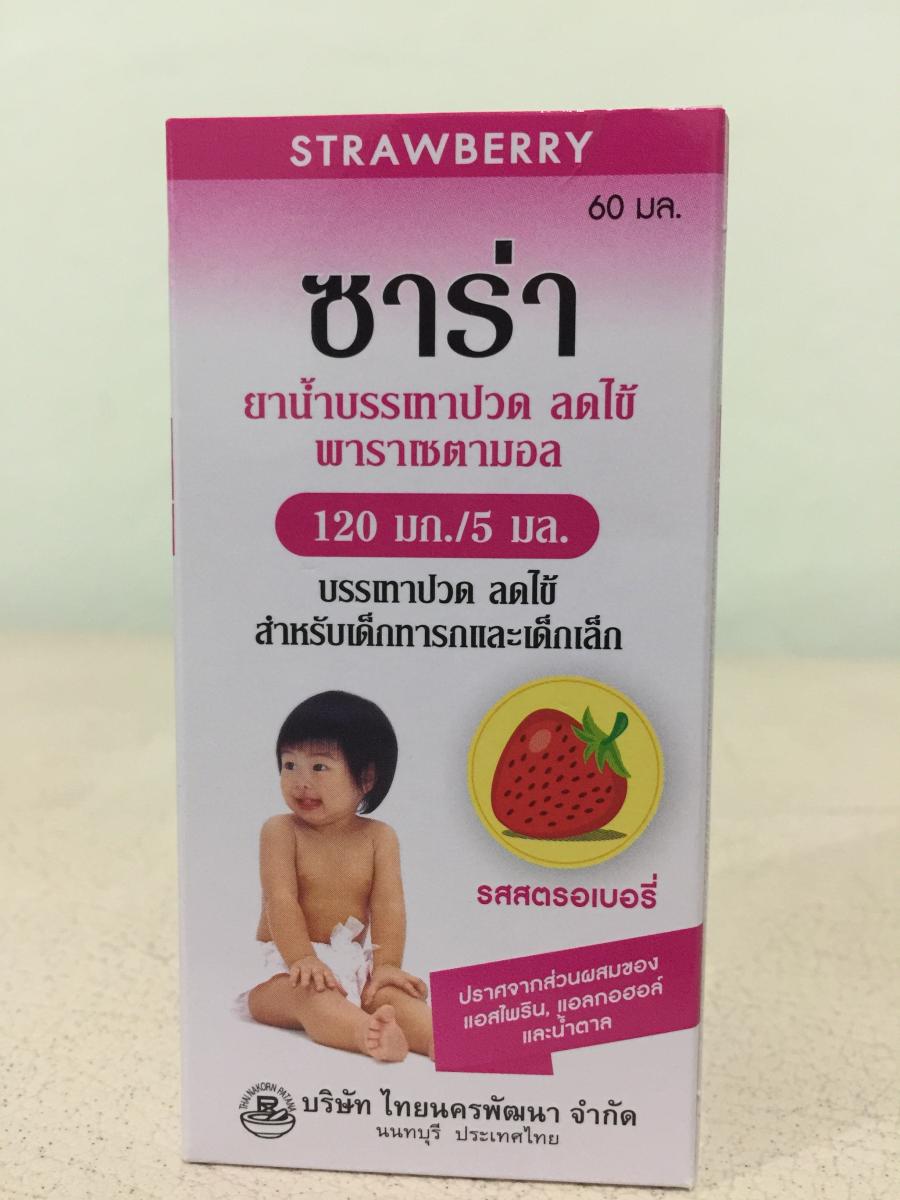 STRAWBERRY
60 มล.
ซาร่า
ยาน้ำบรรเทาปวด ลดไข้
พาราเซตามอล
120 มก./5 มล.
บรรเทาปวด ลดไข้
สำหรับเด็กทารกและเด็กเล็ก
รสสตรอเบอรี่
ปราศจากส่วนผสมของ
แอสไพริน, แอลกอฮอล์
และน้ำตาล
THAI NAKORN PATANA
บริษัท ไทยนครพัฒนา จำกัด
นนทบุรี ประเทศไทย